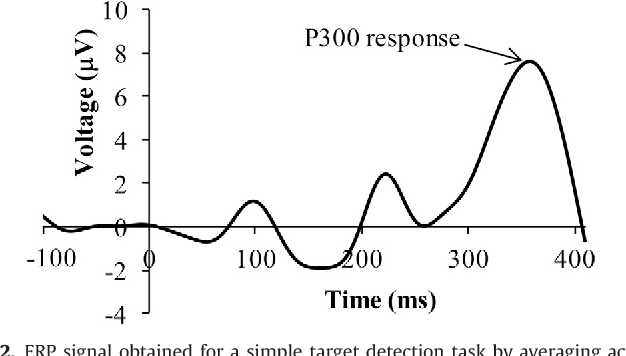 10
8
6
4
2
0
-2
-4
Voltage (μV)
P300 response
-100 0 100 200 300 400
Time (ms)
2. ERP signal obtained for a simple target detection task by averaging ac